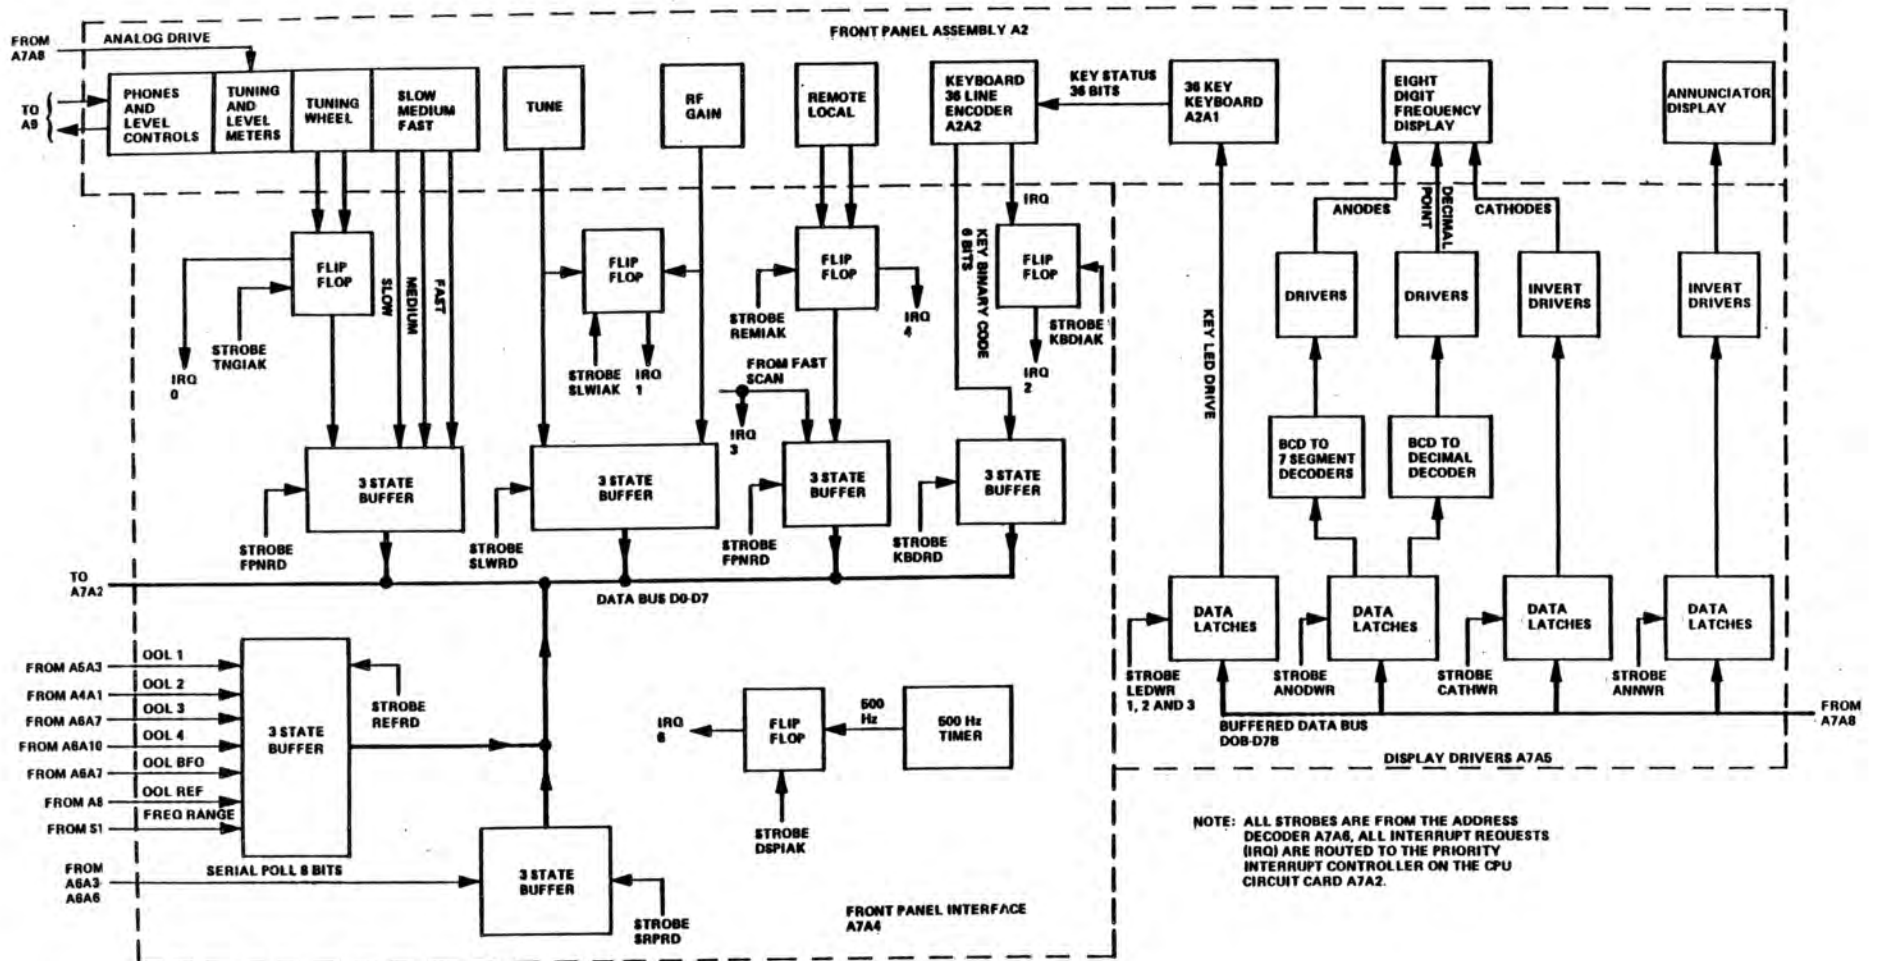 FRONT PANEL ASSEMBLY A2
FROM
A7A8
ANALOG DRIVE
TO
A9
PHONES
AND
LEVEL
CONTROLS
TUNING
AND
LEVEL
METERS
TUNING
WHEEL
SLOW
MEDIUM
FAST
TUNE
RF
GAIN
REMOTE
LOCAL
KEYBOARD
36 LINE
ENCODER
A2A2
KEY STATUS
36 BITS
36 KEY
KEYBOARD
A2A1
EIGHT
DIGIT
FREQUENCY
DISPLAY
ANNUNCIATOR
DISPLAY
FLIP
FLOP
SLOW
MEDIUM
FAST
STROBE
TNGIAK
IRQ
0
FLIP
FLOP
STROBE
SLWIAK
IRQ
1
FLIP
FLOP
STROBE
REMIAK
IRQ
4
FROM FAST
SCAN
IRQ
3
KEY BINARY CODE
6 BITS
IRQ
FLIP
FLOP
STROBE
KBDIAK
IRQ
2
KEY LED DRIVE
ANODES
DECIMAL
POINT
CATHODES
DRIVERS
DRIVERS
INVERT
DRIVERS
INVERT
DRIVERS
BCD TO
7 SEGMENT
DECODERS
BCD TO
DECIMAL
DECODER
3 STATE
BUFFER
STROBE
FPNRD
3 STATE
BUFFER
STROBE
SLWRD
3 STATE
BUFFER
STROBE
FPNRD
3 STATE
BUFFER
STROBE
KBDRD
TO
A7A2
DATA BUS D0-D7
DATA
LATCHES
DATA
LATCHES
DATA
LATCHES
DATA
LATCHES
STROBE
LEDWR
1, 2 AND 3
STROBE
ANODWR
STROBE
CATHWR
STROBE
ANNWR
FROM
A7A8
BUFFERED DATA BUS
D0B-D7B
DISPLAY DRIVERS A7A5
FROM A5A3
OOL 1
FROM A4A1
OOL 2
FROM A6A7
OOL 3
FROM A6A10
OOL 4
FROM A6A7
OOL BFO
FROM A8
OOL REF
FROM S1
FREQ RANGE
3 STATE
BUFFER
STROBE
REFRD
IRQ
6
FLIP
FLOP
500
Hz
500 Hz
TIMER
STROBE
DSPIAK
FROM
A6A3
A6A6
SERIAL POLL 8 BITS
3 STATE
BUFFER
STROBE
SRPRD
FRONT PANEL INTERFACE
A7A4
NOTE: ALL STROBES ARE FROM THE ADDRESS
DECODER A7A6, ALL INTERRUPT REQUESTS
(IRQ) ARE ROUTED TO THE PRIORITY
INTERRUPT CONTROLLER ON THE CPU
CIRCUIT CARD A7A2.